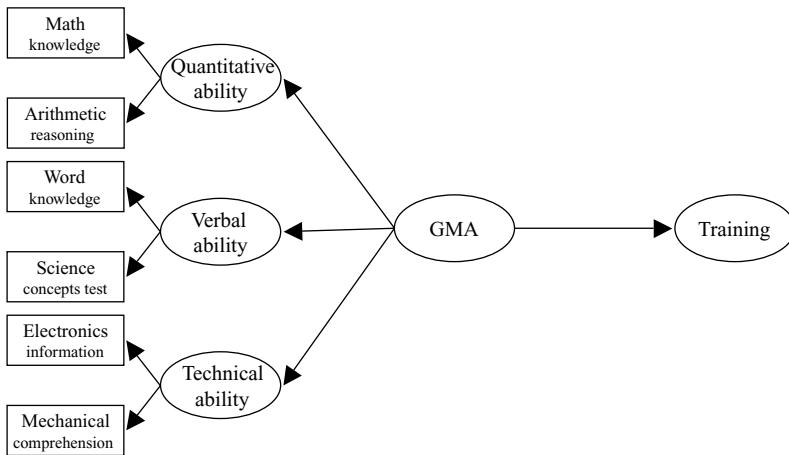 Math
knowledge
Quantitative
ability
Arithmetic
reasoning
Word
knowledge
Verbal
ability
GMA
Training
Science
concepts test
Electronics
information
Technical
ability
Mechanical
comprehension